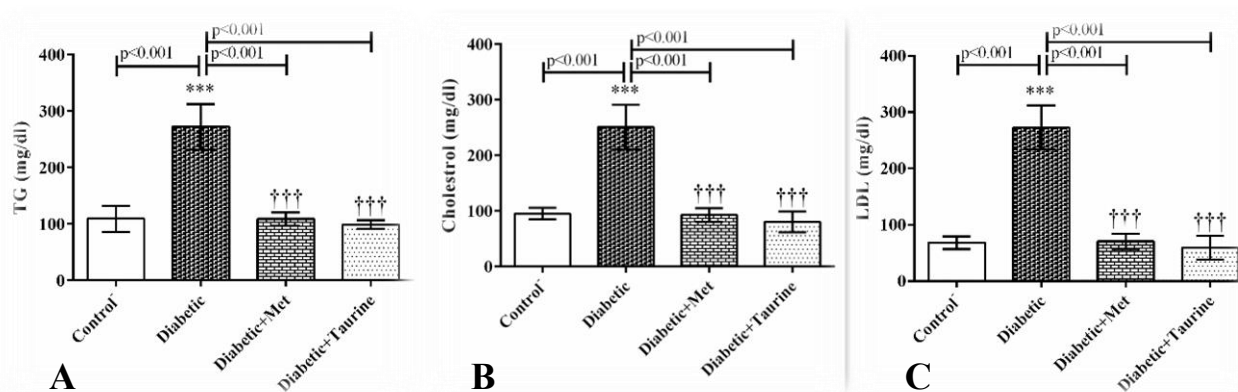 p<0.001
p<0.001 p<0.001
400
300
200
100
0
TG (mg/dl)
***
†††
†††
Control
Diabetic
Diabetic+Met
Diabetic+Taurine
A
p<0.001
p<0.001 p<0.001
400
300
200
100
0
Cholestrol (mg/dl)
***
†††
†††
Control
Diabetic
Diabetic+Met
Diabetic+Taurine
B
p<0.001
p<0.001 p<0.001
400
300
200
100
0
LDL (mg/dl)
***
†††
†††
Control
Diabetic
Diabetic+Met
Diabetic+Taurine
C